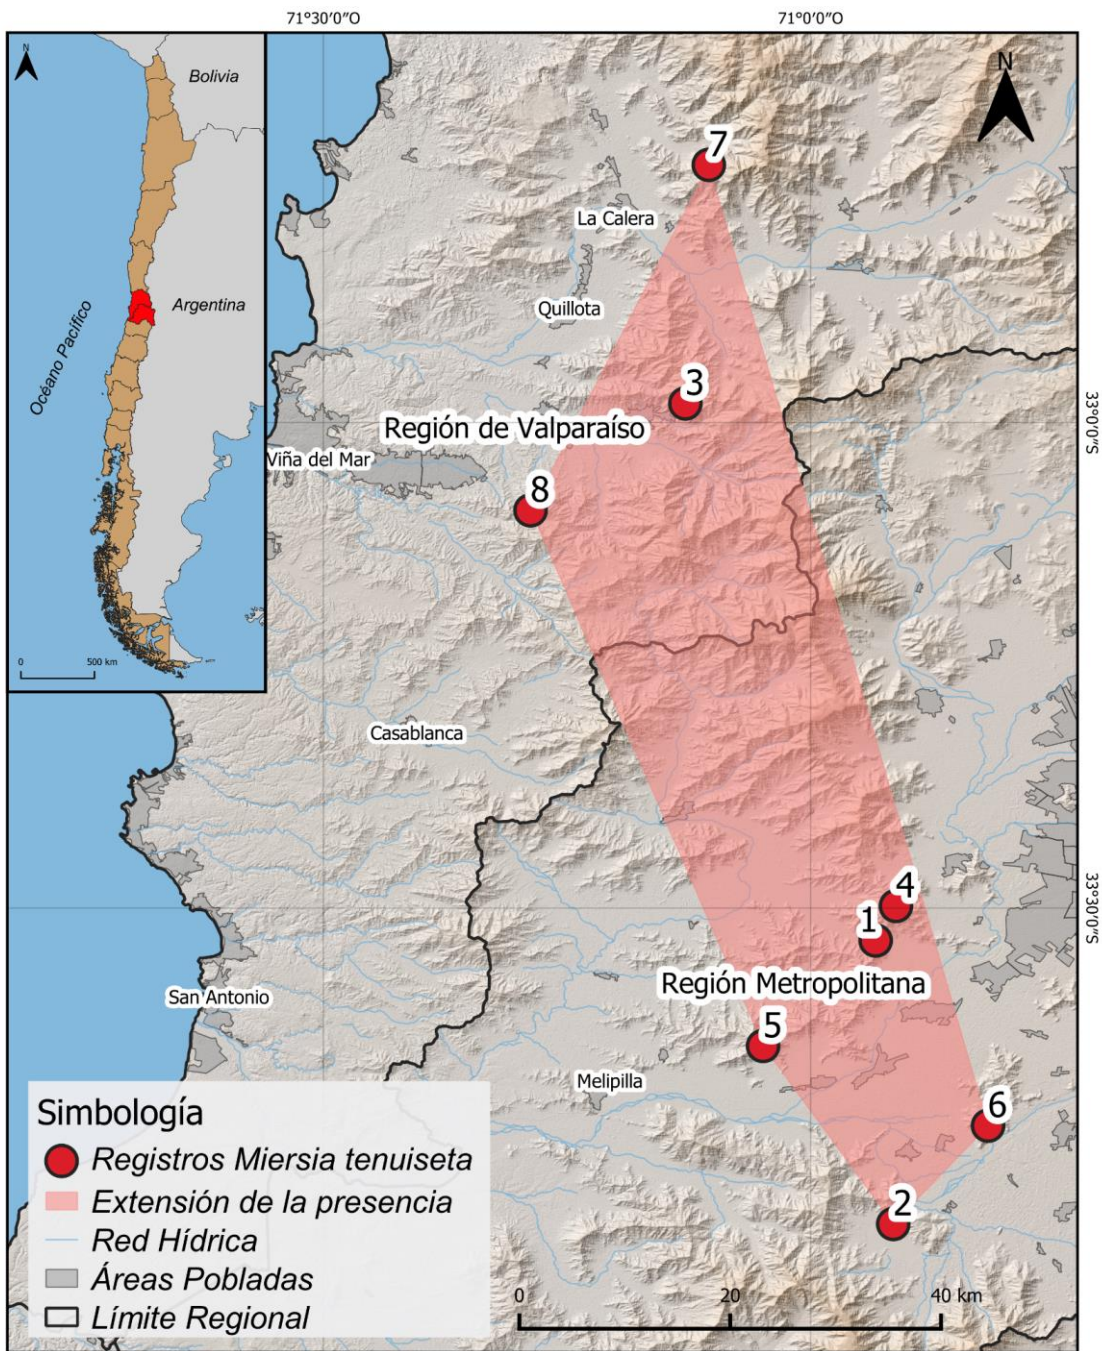 71°30'0"O
71°0'0"O
N
Bolivia
Argentina
Océano Pacífico
0
500 km
N
7
La Calera
Quillota
3
33°0'0"S
Región de Valparaíso
Viña del Mar
8
Casablanca
4
33°30'0"S
1
Región Metropolitana
San Antonio
5
Melipilla
6
2
Simbología
Registros Miersia tenuiseta
Extensión de la presencia
Red Hídrica
Áreas Pobladas
Límite Regional
0
20
40 km